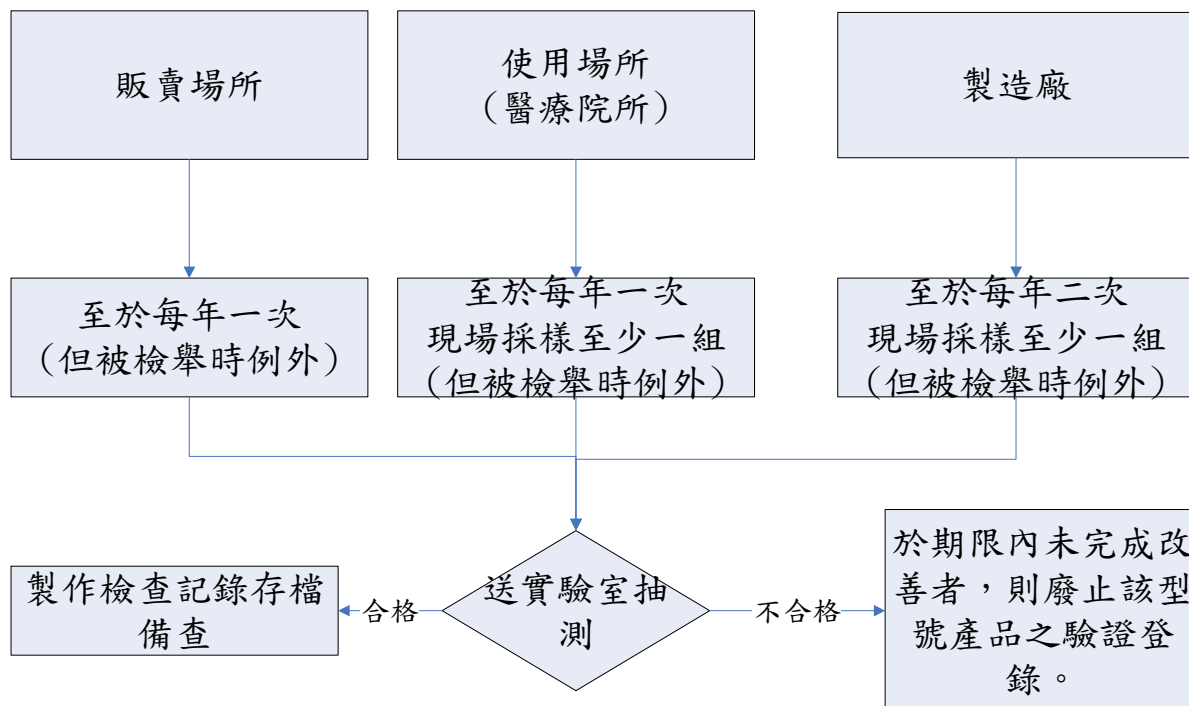 販賣場所
使用場所
（醫療院所）
製造廠
至於每年一次
（但被檢舉時例外）
至於每年一次
現場採樣至少一組
（但被檢舉時例外）
至於每年二次
現場採樣至少一組
（但被檢舉時例外）
製作檢查記錄存檔
備查
合格
送實驗室抽
測
不合格
於期限內未完成改
善者，則廢止該型
號產品之驗證登
錄。